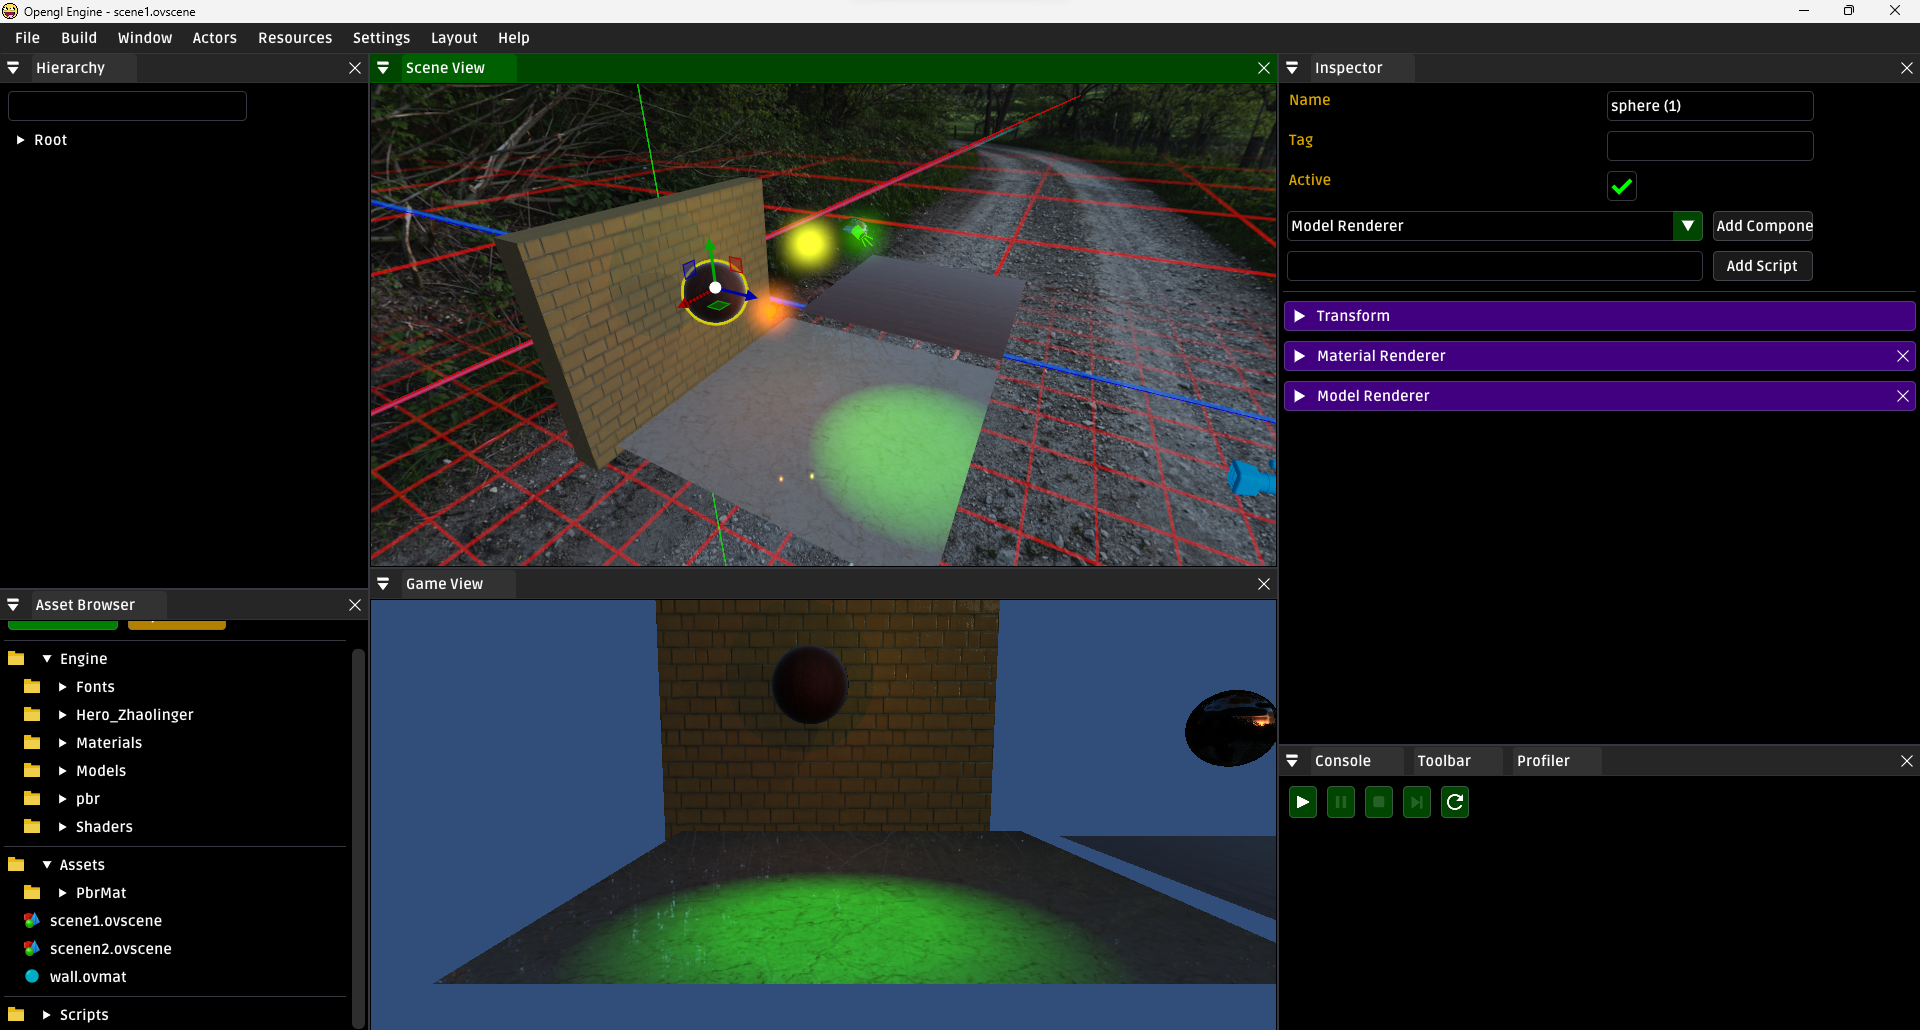 Opengl Engine - scene1.ovscene
File Build Window Actors Resources Settings Layout Help
Hierarchy
Root
Scene View
Game View
Asset Browser
Engine
Fonts
Hero_Zhaolinger
Materials
Models
pbr
Shaders
Assets
PbrMat
scene1.ovscene
scenen2.ovscene
wall.ovmat
Scripts
Inspector
Name sphere (1)
Tag
Active
Model Renderer Add Compone
Add Script
Transform
Material Renderer
Model Renderer
Console Toolbar Profiler